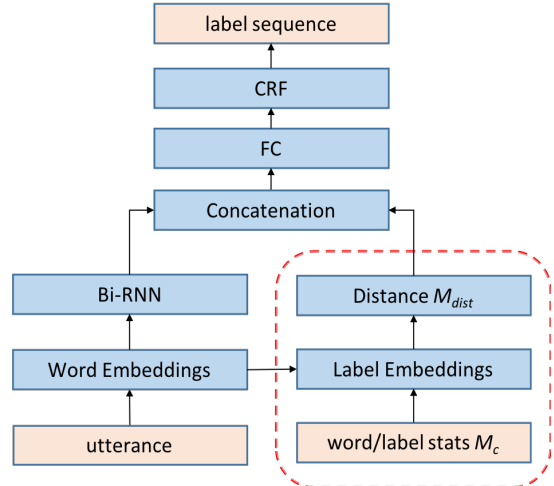 label sequence
CRF
FC
Concatenation
Bi-RNN
Distance M_dist
Word Embeddings
Label Embeddings
utterance
word/label stats M_c